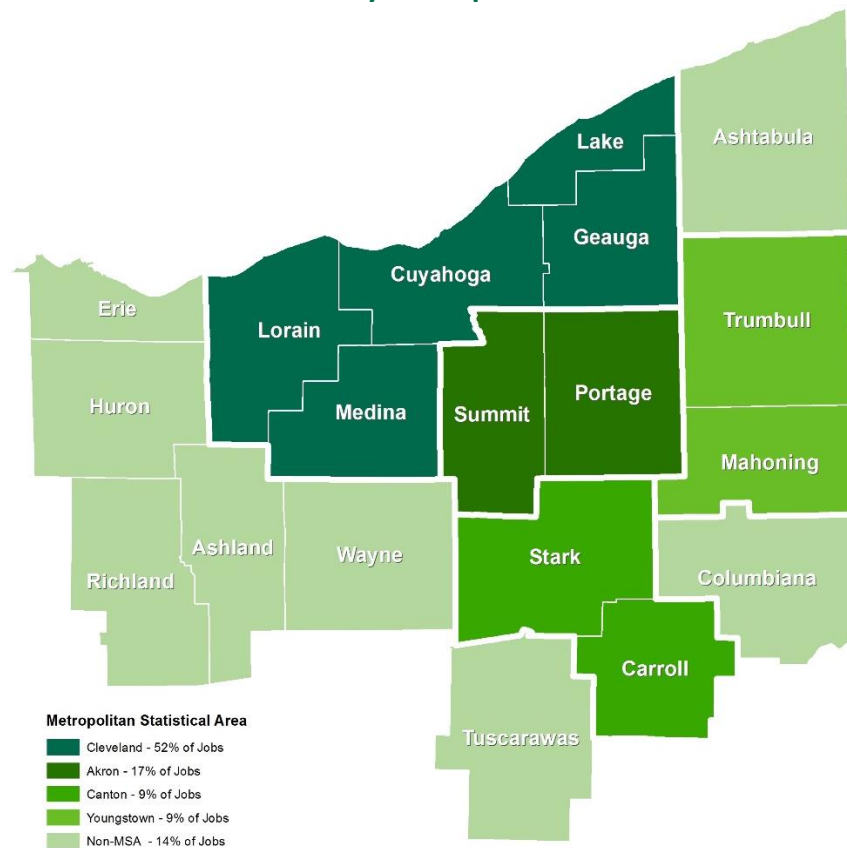 Lake
Ashtabula
Geauga
Cuyahoga
Erie
Lorain
Trumbull
Huron
Medina
Summit
Portage
Mahoning
Ashland
Wayne
Stark
Richland
Columbiana
Carroll
Tuscarawas
Metropolitan Statistical Area
Cleveland - 52% of Jobs
Akron - 17% of Jobs
Canton - 9% of Jobs
Youngstown - 9% of Jobs
Non-MSA - 14% of Jobs